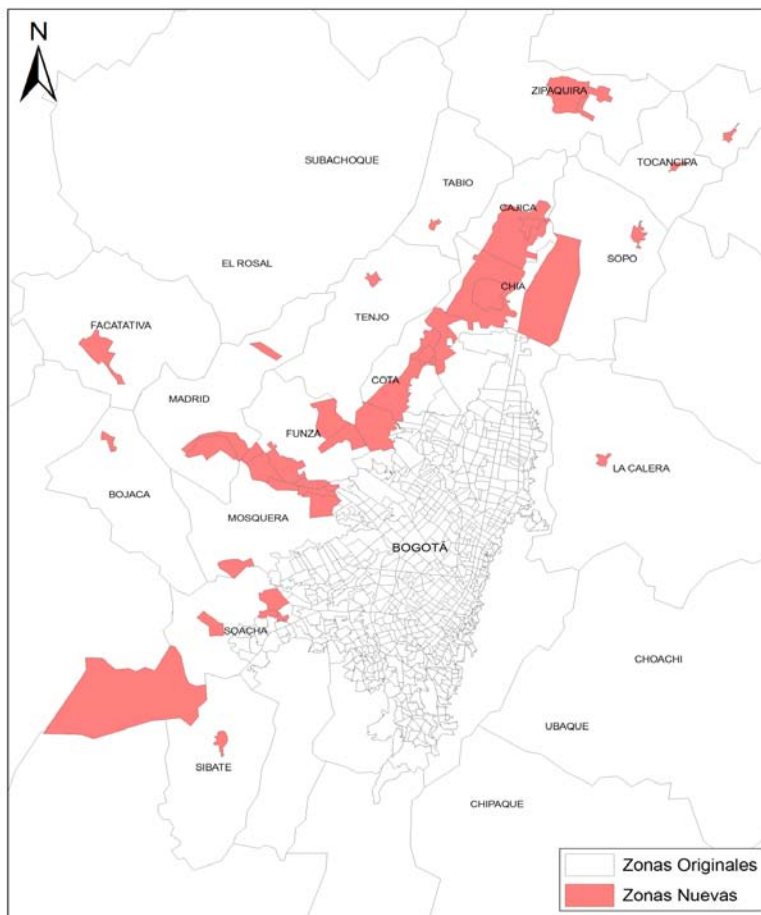 N
ZIPAQUIRA
TOCANCIPA
SUBACHOQUE
TABIO
CAJICA
SOPO
EL ROSAL
CHIA
TENJO
FACATATIVA
COTA
MADRID
FUNZA
LA CALERA
BOJACA
MOSQUERA
BOGOTÁ
SOACHA
CHOACHI
UBAQUE
SIBATE
CHIPAQUE
Zonas Originales
Zonas Nuevas